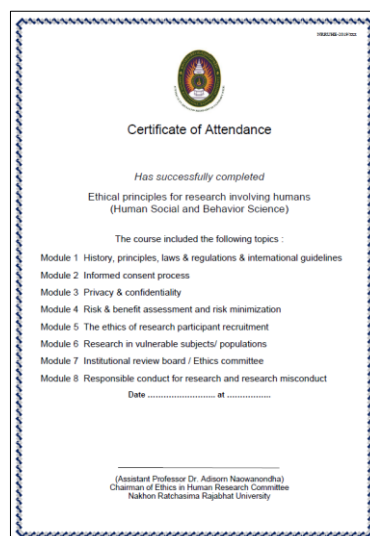 Certificate of Attendance
Has successfully completed
Ethical principles for research involving humans
(Human Social and Behavior Science)
The course included the following topics :
Module 1 History, principles, laws & regulations & international guidelines
Module 2 Informed consent process
Module 3 Privacy & confidentiality
Module 4 Risk & benefit assessment and risk minimization
Module 5 The ethics of research participant recruitment
Module 6 Research in vulnerable subjects/ populations
Module 7 Institutional review board / Ethics committee
Module 8 Responsible conduct for research and research misconduct
Date ............................ at ..................
(Assistant Professor Dr. Adisorn Naowanondha)
Chairman of Ethics in Human Research Committee
Nakhon Ratchasima Rajabhat University